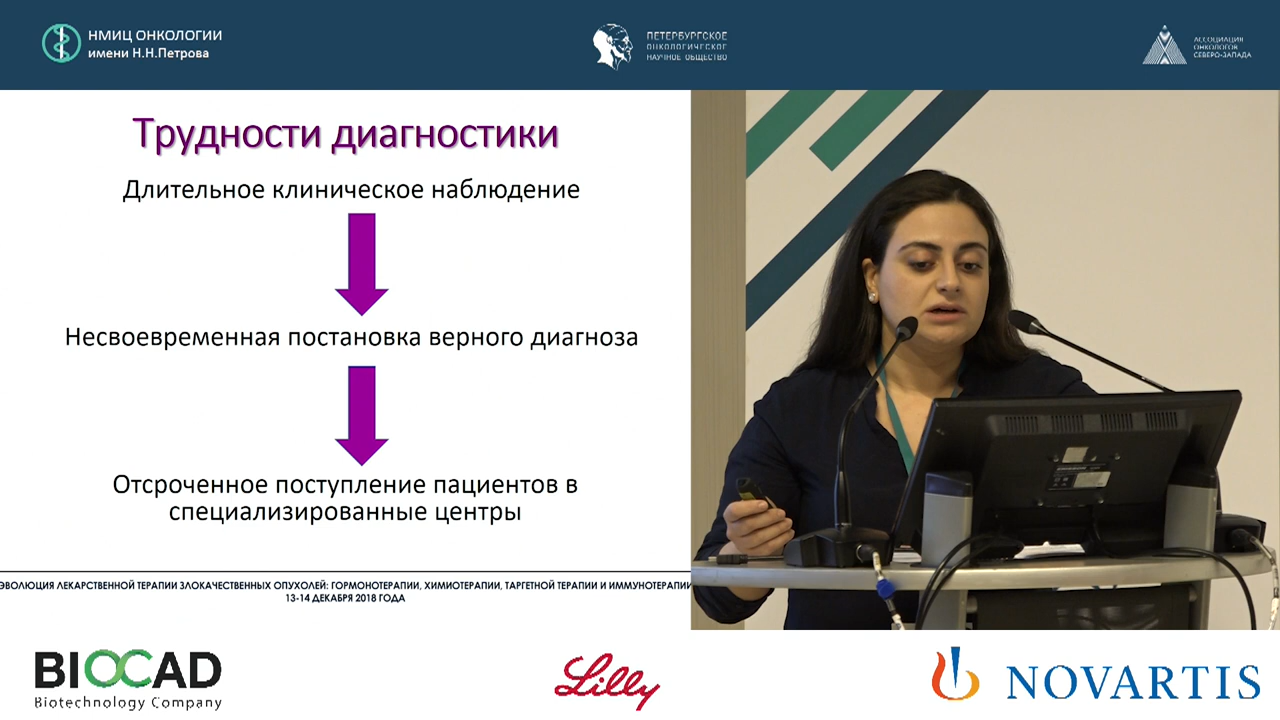 НМИЦ ОНКОЛОГИИ
имени Н.Н.Петрова
ПЕТЕРБУРГСКОЕ
ОНКОЛОГИЧЕСКОЕ
НАУЧНОЕ ОБЩЕСТВО
АССОЦИАЦИЯ
ОНКОЛОГОВ
СЕВЕРО-ЗАПАДА
Трудности диагностики
Длительное клиническое наблюдение
Несвоевременная постановка верного диагноза
Отсроченное поступление пациентов в
специализированные центры
ЭВОЛЮЦИЯ ЛЕКАРСТВЕННОЙ ТЕРАПИИ ЗЛОКАЧЕСТВЕННЫХ ОПУХОЛЕЙ: ГОРМОНОТЕРАПИИ, ХИМИОТЕРАПИИ, ТАРГЕТНОЙ ТЕРАПИИ И ИММУНОТЕРАПИИ
13-14 ДЕКАБРЯ 2018 ГОДА
BIOCAD
Biotechnology Company
Lilly
NOVARTIS